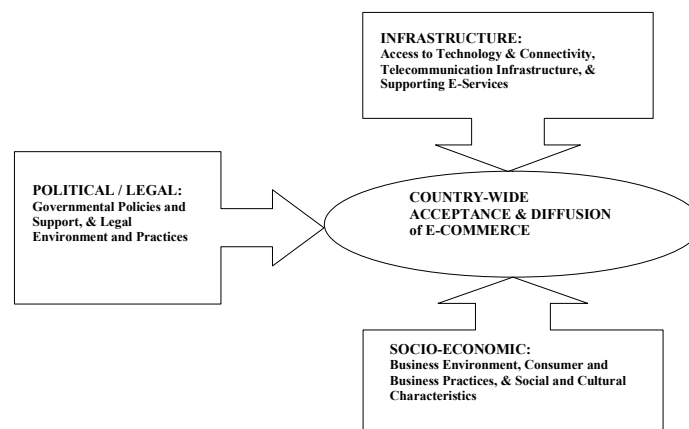 INFRASTRUCTURE:
Access to Technology & Connectivity,
Telecommunication Infrastructure, &
Supporting E-Services
POLITICAL / LEGAL:
Governmental Policies and
Support, & Legal
Environment and Practices
COUNTRY-WIDE
ACCEPTANCE & DIFFUSION
of E-COMMERCE
SOCIO-ECONOMIC:
Business Environment, Consumer and
Business Practices, & Social and Cultural
Characteristics